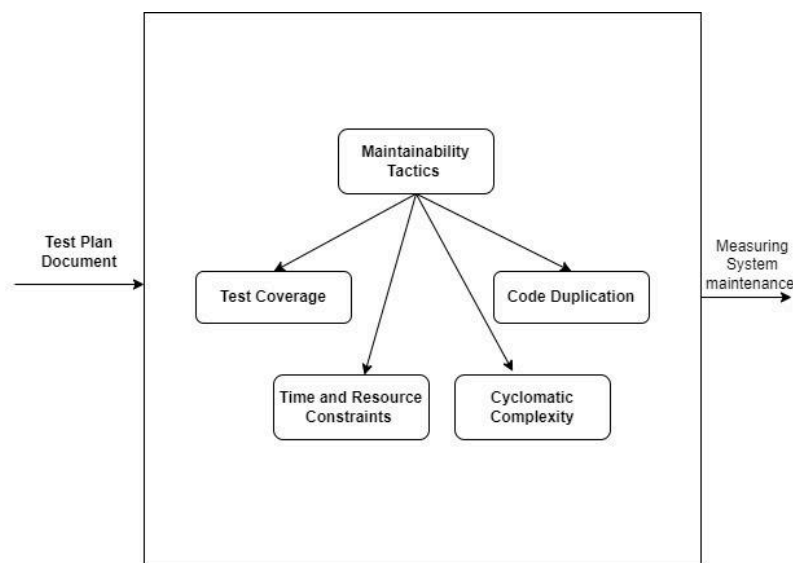 Maintainability
Tactics
Test Plan
Document
Measuring
System
maintenance
Test Coverage
Code Duplication
Time and Resource
Constraints
Cyclomatic
Complexity